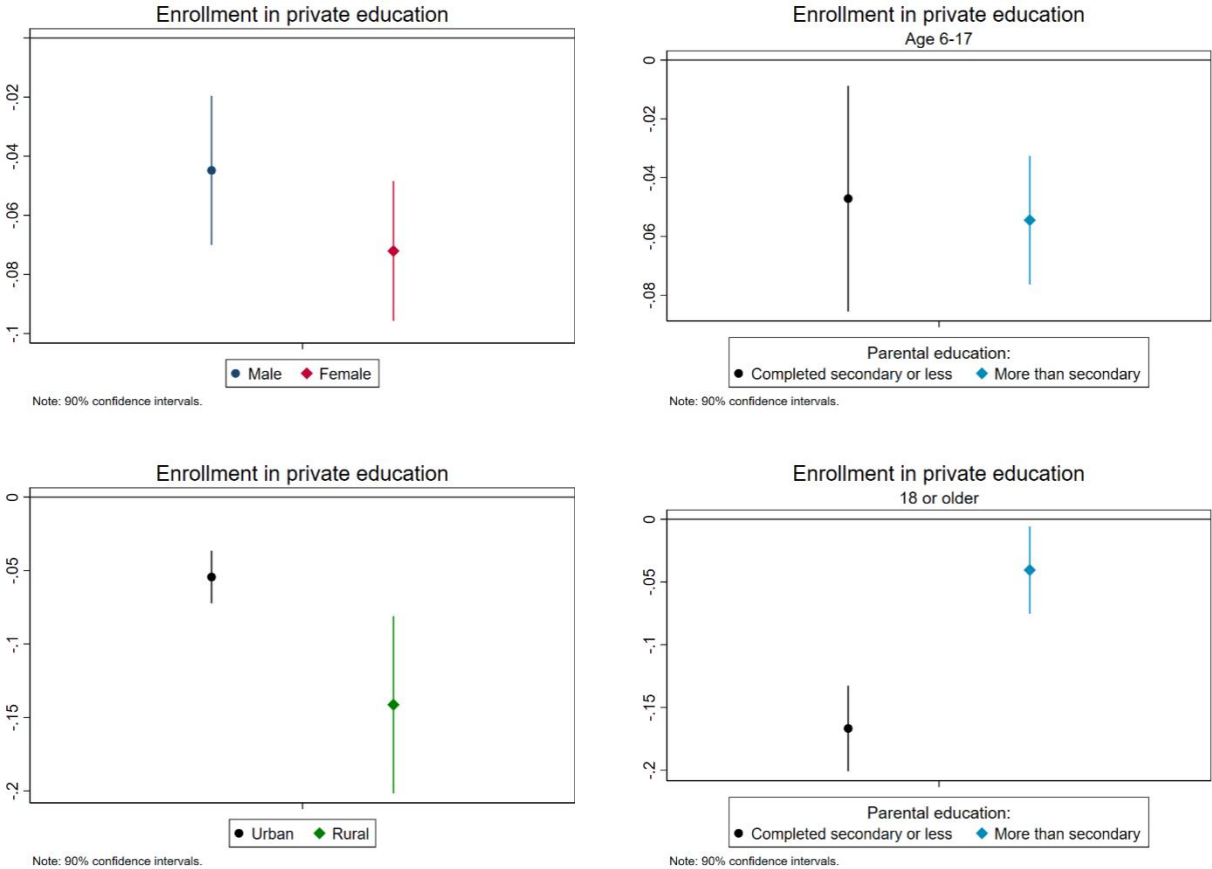 Enrollment in private education
-.02
-.04
-.06
-.08
-.1
Male Female
Note: 90% confidence intervals.
Enrollment in private education
Age 6-17
0
-.02
-.04
-.06
-.08
Parental education:
Completed secondary or less More than secondary
Note: 90% confidence intervals.
Enrollment in private education
0
-.05
-.1
-.15
-.2
Urban Rural
Note: 90% confidence intervals.
Enrollment in private education
18 or older
0
-.05
-.1
-.15
-.2
Parental education:
Completed secondary or less More than secondary
Note: 90% confidence intervals.